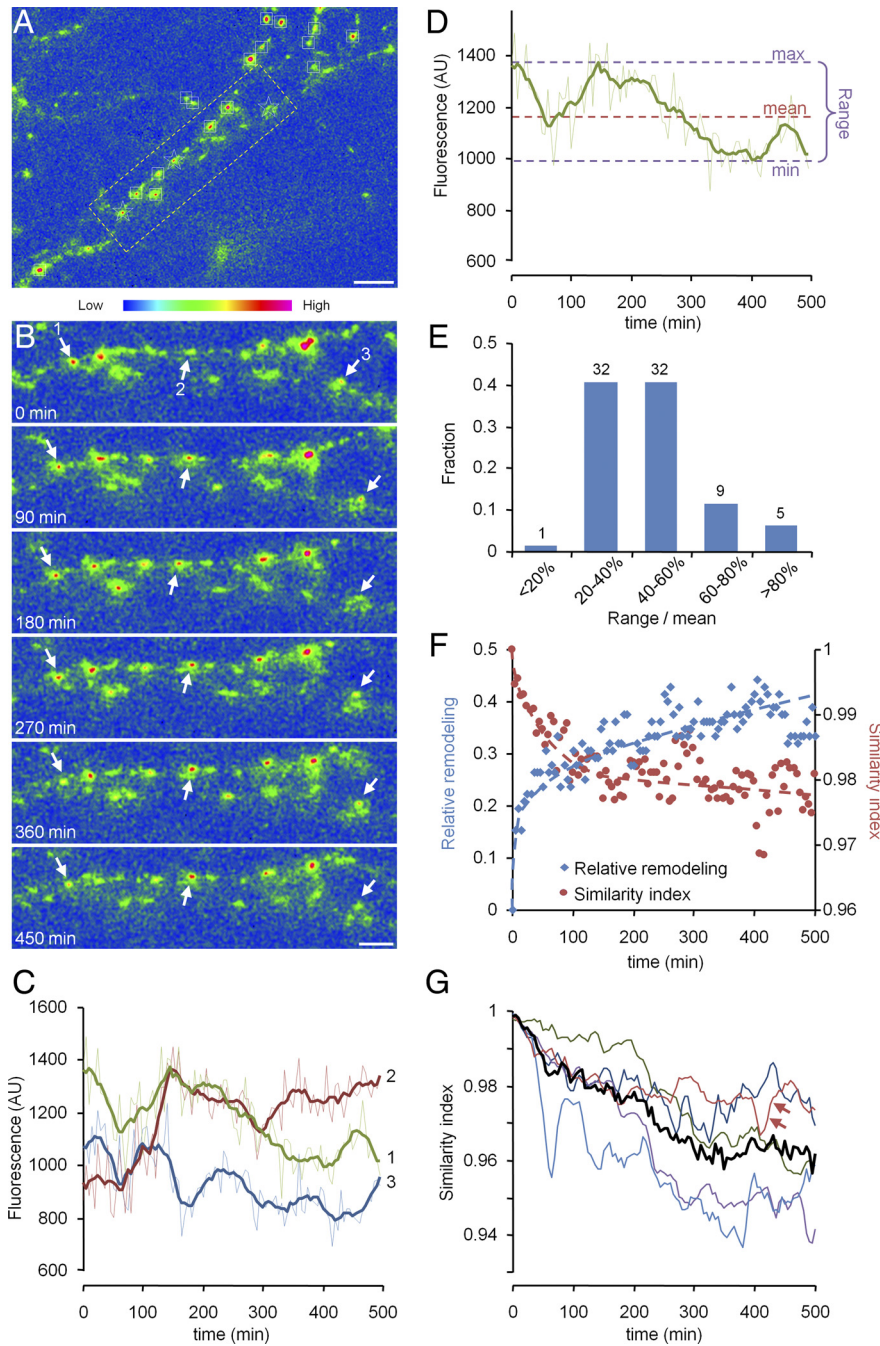 A
Low High
B
1
2
3
0 min
90 min
180 min
270 min
360 min
450 min
C
1600
1400
1200
1000
800
600
Fluorescence (AU)
2
1
3
0 100 200 300 400 500
time (min)
D
1400
1200
1000
800
600
Fluorescence (AU)
max
mean
min
Range
0 100 200 300 400 500
time (min)
E
0.5
0.4
0.3
0.2
0.1
0
Fraction
1
32
32
9
5
<20%
20-40%
40-60%
60-80%
>80%
Range / mean
F
0.5
0.4
0.3
0.2
0.1
0
Relative remodeling
1
0.99
0.98
0.97
0.96
Similarity index
Relative remodeling
Similarity index
0 100 200 300 400 500
time (min)
G
1
0.98
0.96
0.94
Similarity index
0 100 200 300 400 500
time (min)